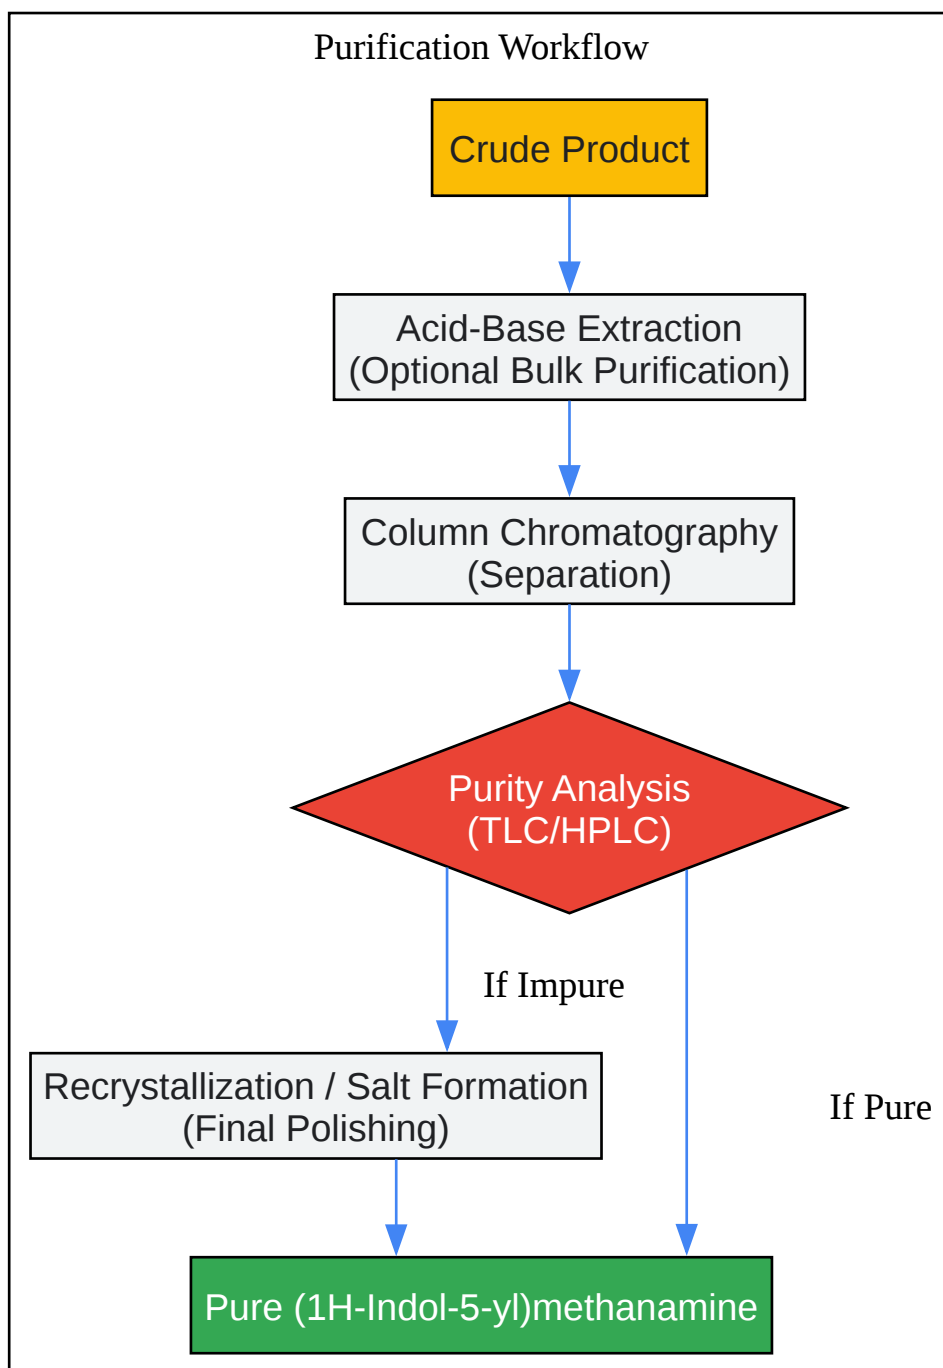 Purification Workflow
Crude Product
Acid-Base Extraction
(Optional Bulk Purification)
Column Chromatography
(Separation)
Purity Analysis
(TLC/HPLC)
If Impure
Recrystallization / Salt Formation
(Final Polishing)
If Pure
Pure (1H-Indol-5-yl)methanamine